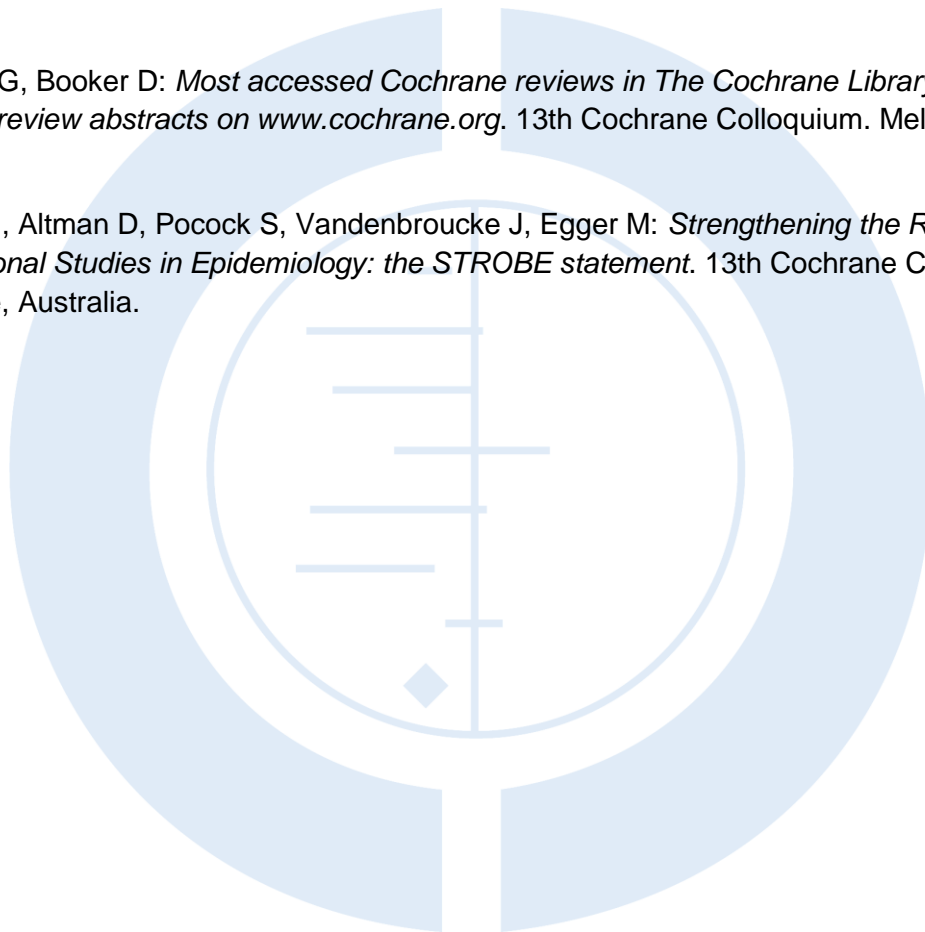 G, Booker D: Most accessed Cochrane reviews in The Cochrane Library
review abstracts on www.cochrane.org. 13th Cochrane Colloquium. Mel
, Altman D, Pocock S, Vandenbroucke J, Egger M: Strengthening the R
onal Studies in Epidemiology: the STROBE statement. 13th Cochrane C
, Australia.